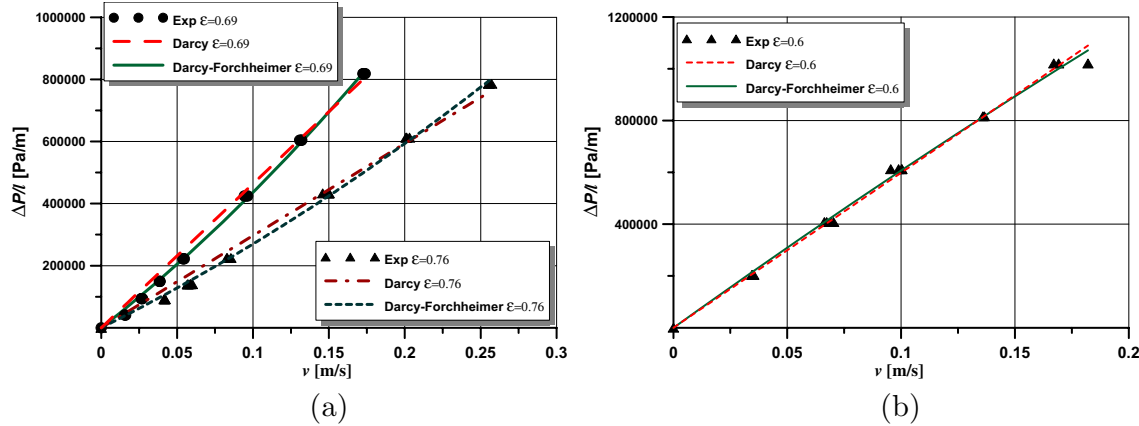 1000000
800000
600000
400000
200000
0
ΔP/l [Pa/m]
Exp ε=0.69
Darcy ε=0.69
Darcy-Forchheimer ε=0.69
Exp ε=0.76
Darcy ε=0.76
Darcy-Forchheimer ε=0.76
0 0.05 0.1 0.15 0.2 0.25 0.3
v [m/s]
(a)
1200000
800000
400000
0
ΔP/l [Pa/m]
Exp ε=0.6
Darcy ε=0.6
Darcy-Forchheimer ε=0.6
0 0.05 0.1 0.15 0.2
v [m/s]
(b)